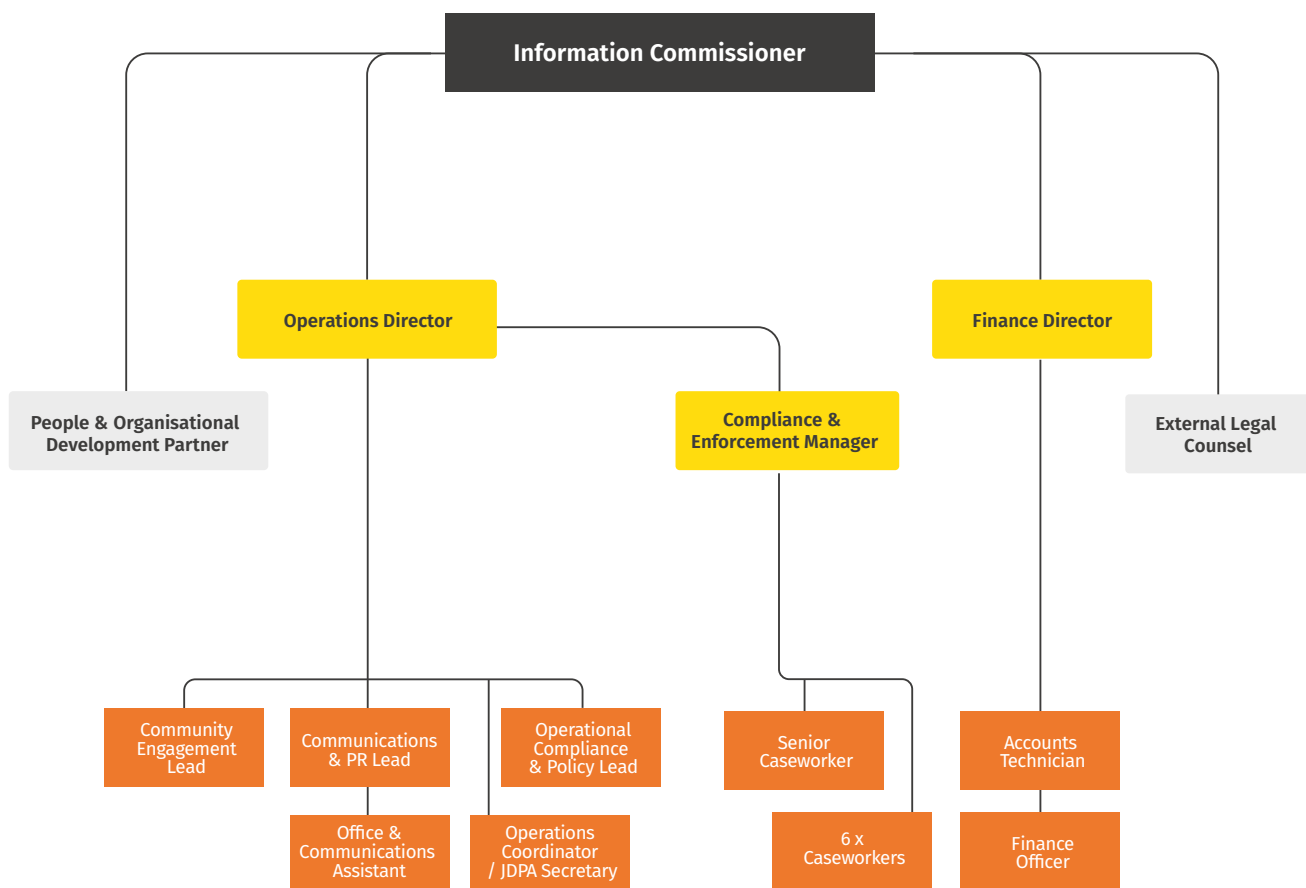 Information Commissioner
Operations Director
Finance Director
People & Organisational
Development Partner
Compliance &
Enforcement Manager
External Legal
Counsel
Community
Engagement
Lead
Communications
& PR Lead
Operational
Compliance
& Policy Lead
Senior
Caseworker
Accounts
Technician
Office &
Communications
Assistant
Operations
Coordinator
/ JDPA Secretary
6 x
Caseworkers
Finance
Officer